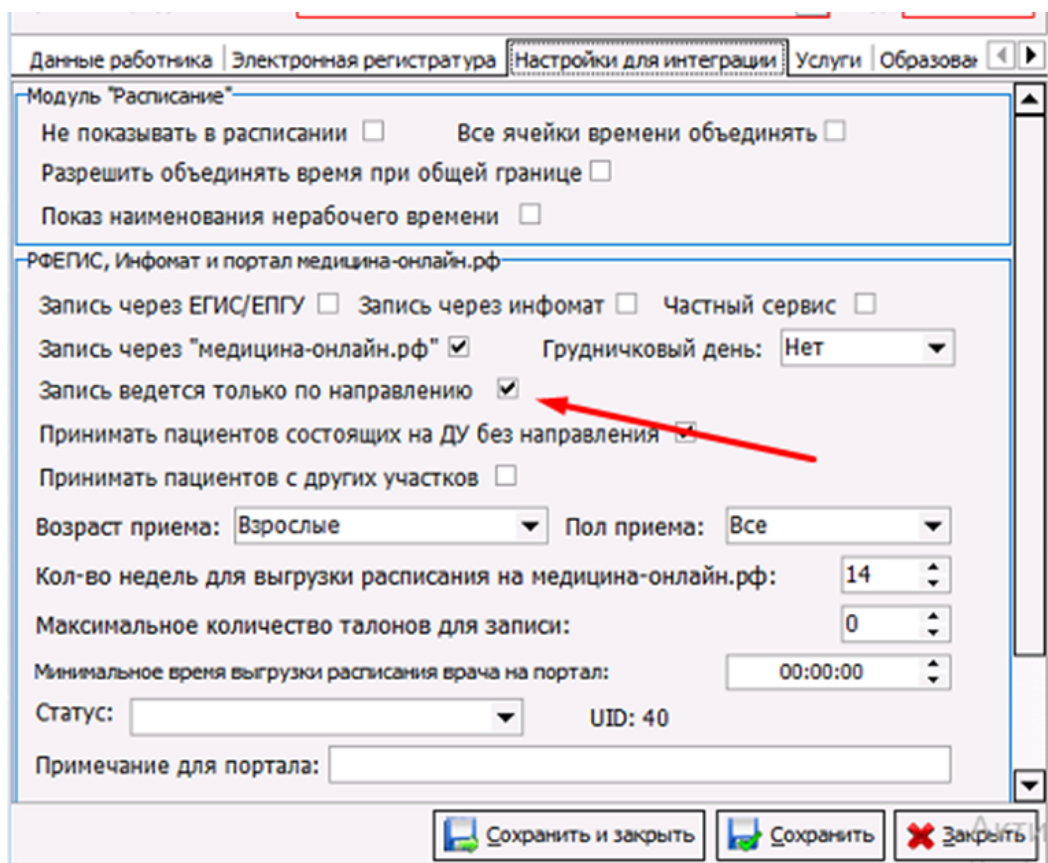 Данные работника Электронная регистратура Настройки для интеграции Услуги Образован
Модуль "Расписание"
Не показывать в расписании Все ячейки времени объединять
Разрешить объединять время при общей границе
Показ наименования нерабочего времени
РФЕГИС, Инфомат и портал медицина-онлайн.рф
Запись через ЕГИС/ЕПГУ Запись через инфомат Частный сервис
Запись через "медицина-онлайн.рф" Грудничковый день: Нет
Запись ведется только по направлению
Принимать пациентов состоящих на ДУ без направления
Принимать пациентов с других участков
Возраст приема: Взрослые Пол приема: Все
Кол-во недель для выгрузки расписания на медицина-онлайн.рф: 14
Максимальное количество талонов для записи: 0
Минимальное время выгрузки расписания врача на портал: 00:00:00
Статус: UID: 40
Примечание для портала:
Сохранить и закрыть Сохранить Закрыть
Акти